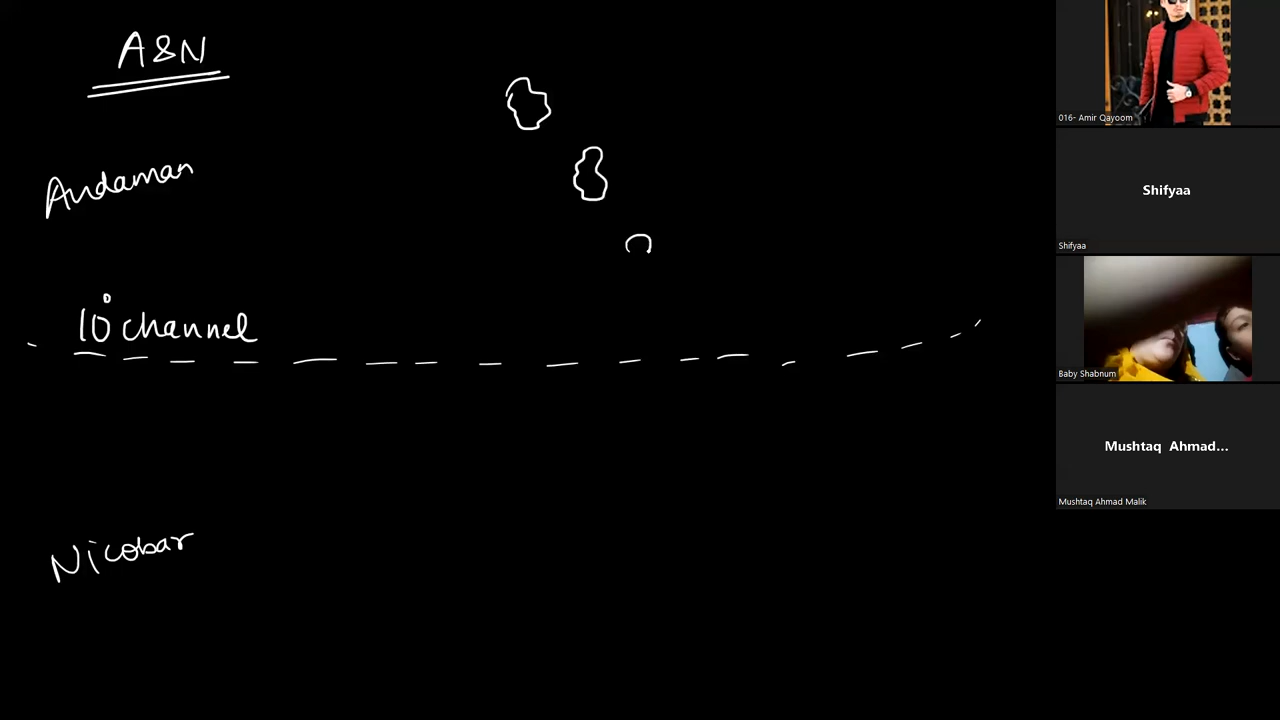 A&N
Andaman
10° channel
Nicobar
016- Amir Qayoom
Shifyaa
Shifyaa
Baby Shabnum
Mushtaq Ahmad...
Mushtaq Ahmad Malik